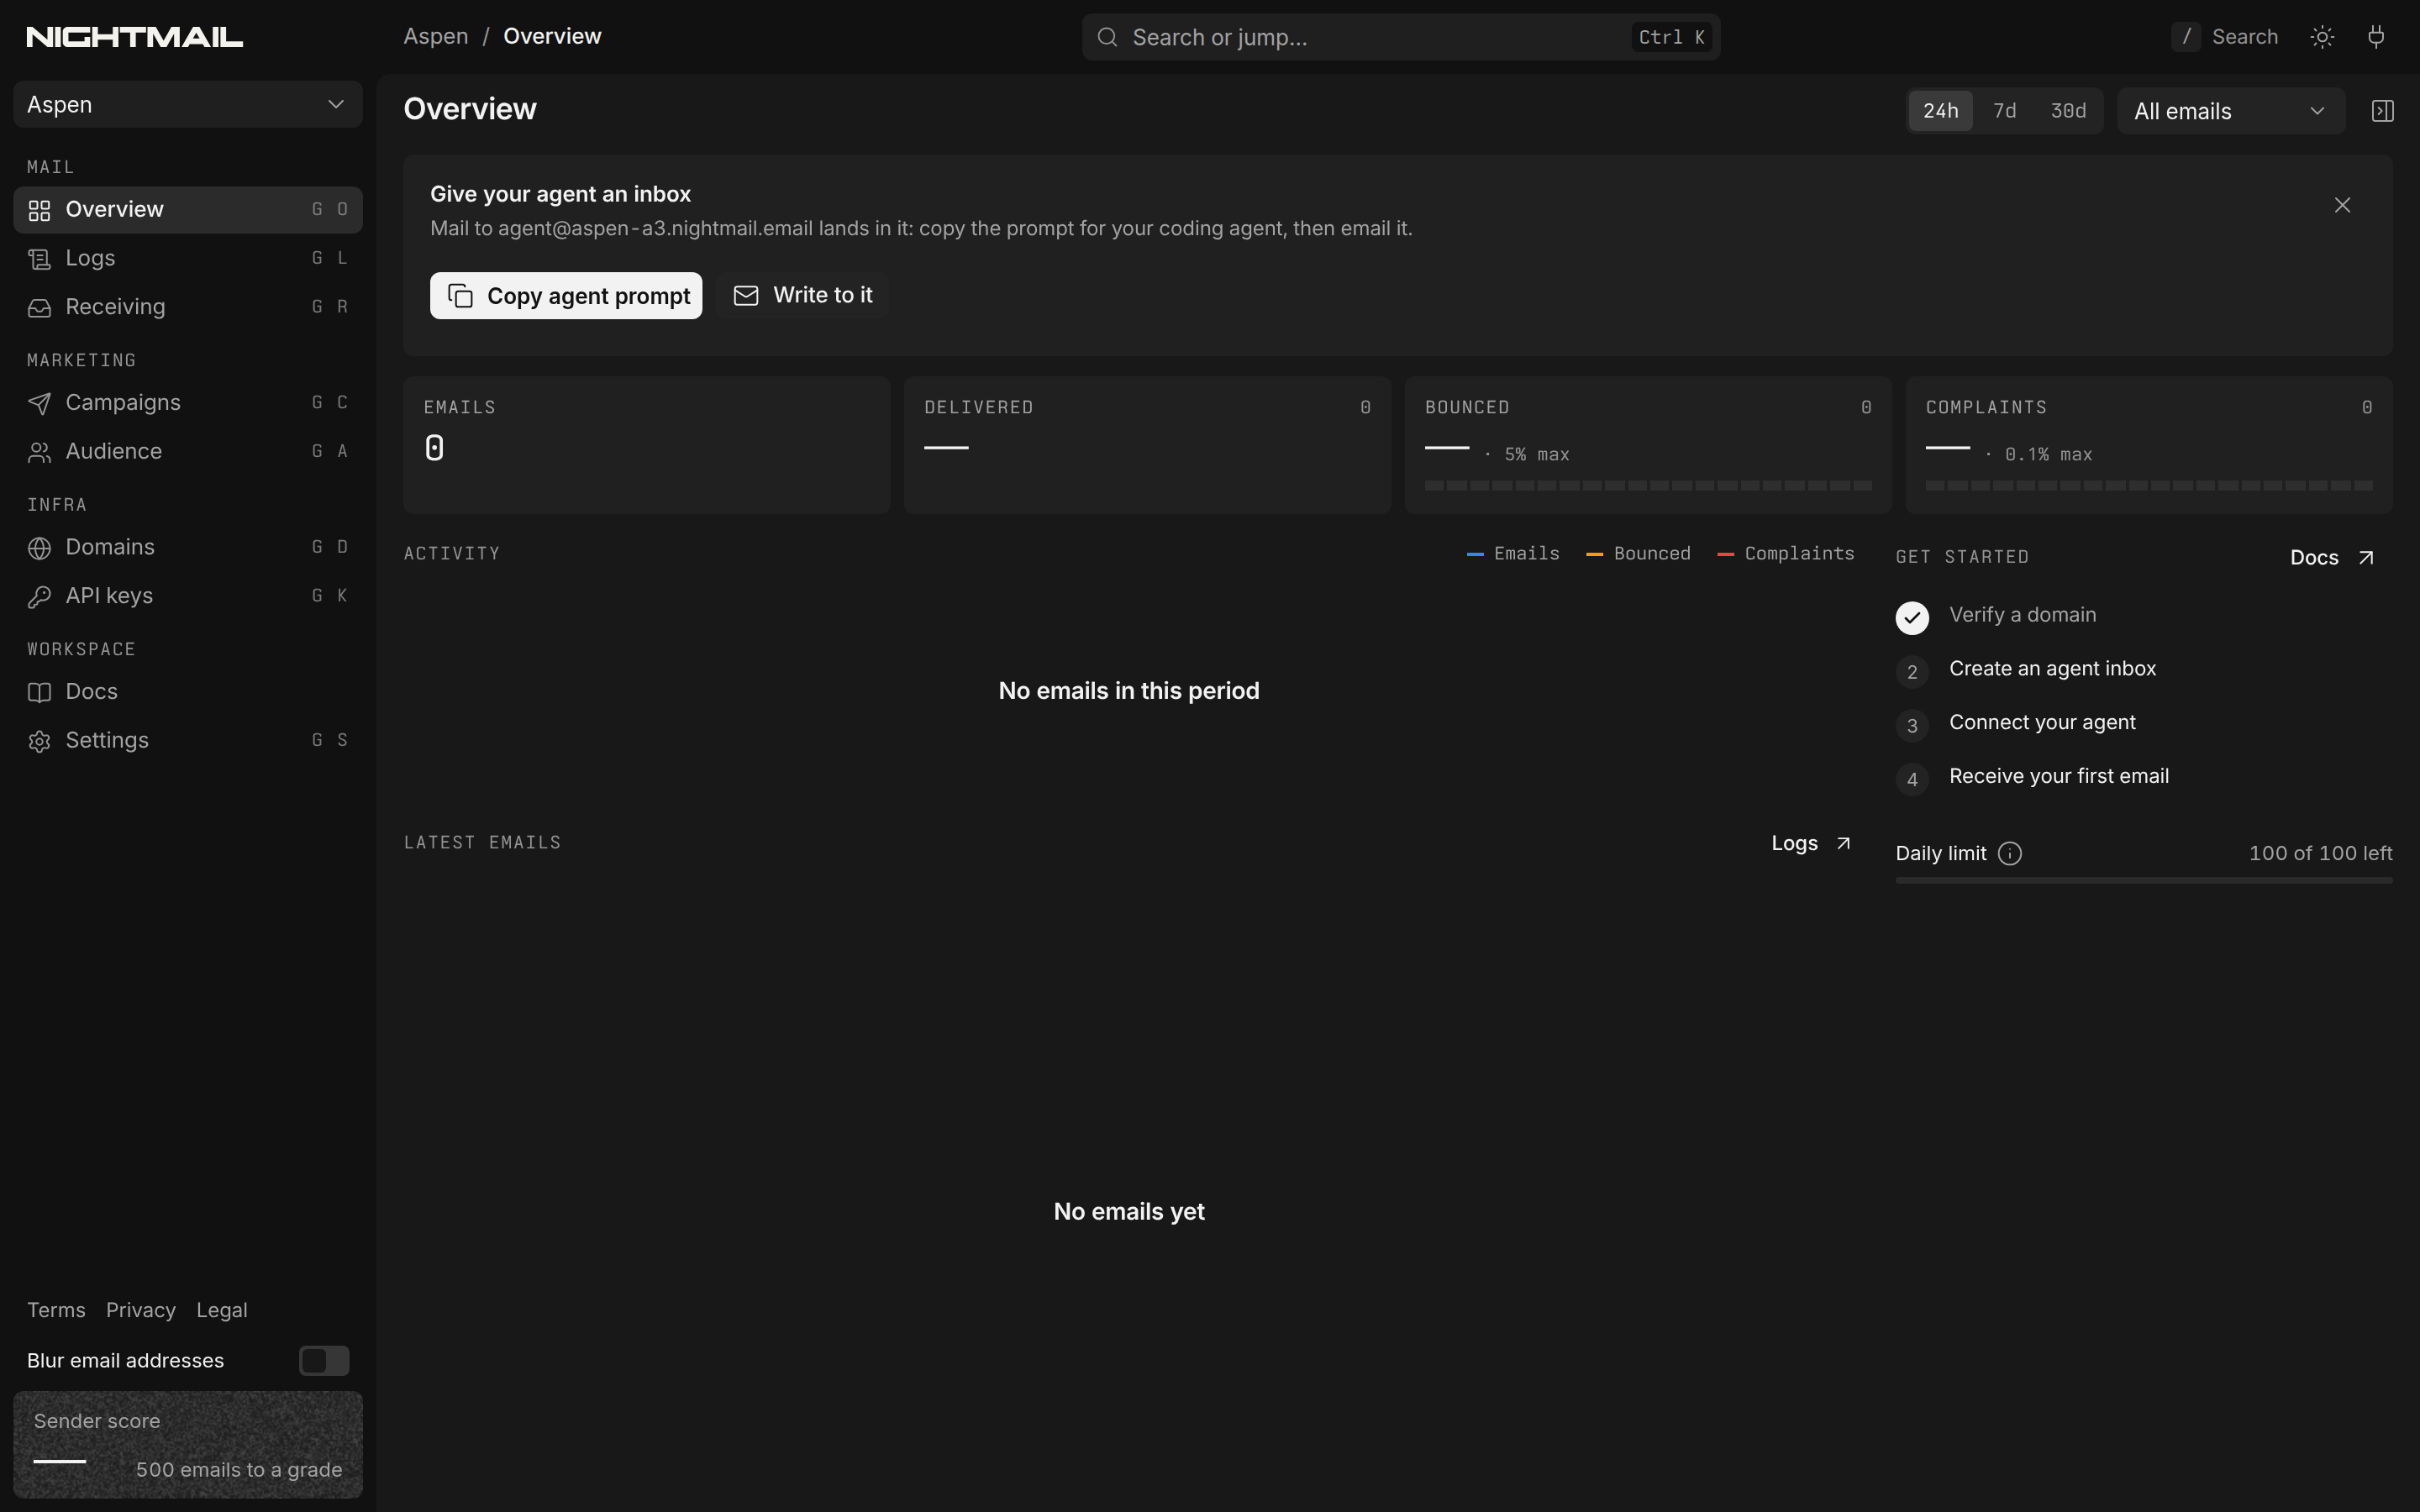 NIGHTMAIL
Aspen / Overview
Search or jump...
Ctrl K
/ Search
Aspen
MAIL
Overview G O
Logs G L
Receiving G R
MARKETING
Campaigns G C
Audience G A
INFRA
Domains G D
API keys G K
WORKSPACE
Docs
Settings G S
Terms Privacy Legal
Blur email addresses
Sender score
— 500 emails to a grade
Overview
24h 7d 30d
All emails
Give your agent an inbox
Mail to agent@aspen-a3.nightmail.email lands in it: copy the prompt for your coding agent, then email it.
Copy agent prompt
Write to it
EMAILS
0
DELIVERED 0
—
BOUNCED 0
— · 5% max
COMPLAINTS 0
— · 0.1% max
ACTIVITY
Emails Bounced Complaints
No emails in this period
LATEST EMAILS
Logs
No emails yet
GET STARTED
Docs
Verify a domain
2 Create an agent inbox
3 Connect your agent
4 Receive your first email
Daily limit 100 of 100 left